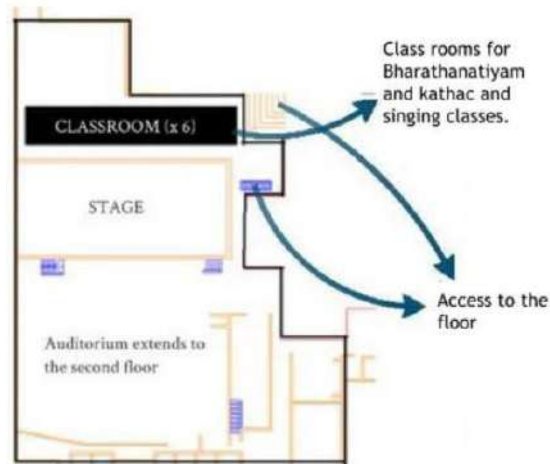 Class rooms for
Bharathanatiyam
and kathac and
singing classes.
CLASSROOM (x 6)
STAGE
Access to the
floor
Auditorium extends to
the second floor